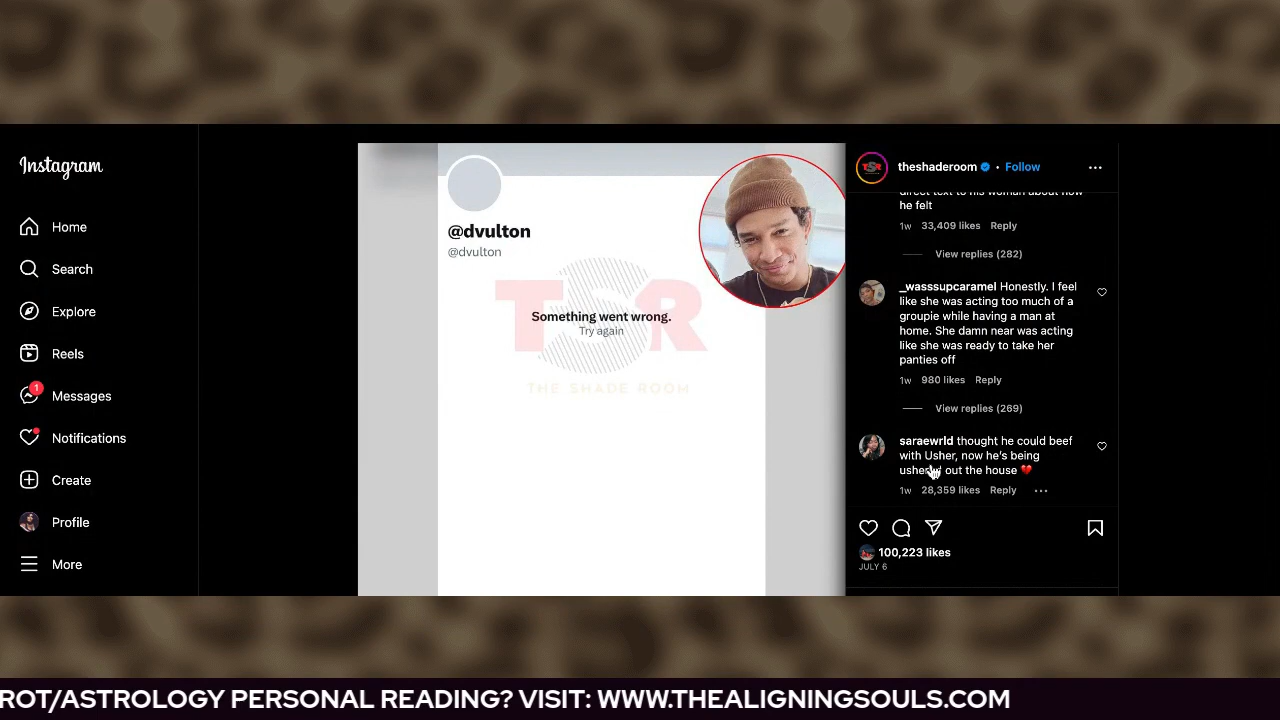 Instagram
Home
Search
Explore
Reels
1
Messages
Notifications
Create
Profile
More
@dvulton
@dvulton
TSR
Something went wrong.
Try again
THE SHADE ROOM
TSR
theshaderoom • Follow
direct text to his woman about how
he felt
1w 33,409 likes Reply
View replies (282)
_wasssupcaramel Honestly. I feel
like she was acting too much of a
groupie while having a man at
home. She damn near was acting
like she was ready to take her
panties off
1w 980 likes Reply
View replies (269)
saraewrld thought he could beef
with Usher, now he's being
out the house 💔
1w 28,359 likes Reply
100,223 likes
JULY 6
ROT/ASTROLOGY PERSONAL READING? VISIT: WWW.THEALIGNINGSOULS.COM